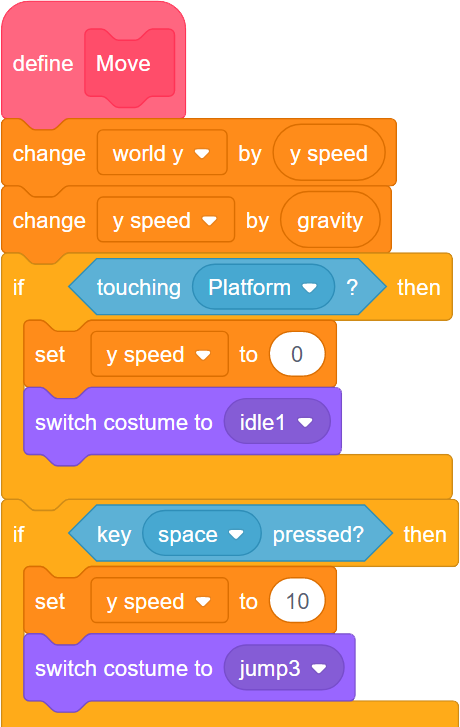 define Move
change world y by y speed
change y speed by gravity
if touching Platform ? then
set y speed to 0
switch costume to idle1
if key space pressed? then
set y speed to 10
switch costume to jump3